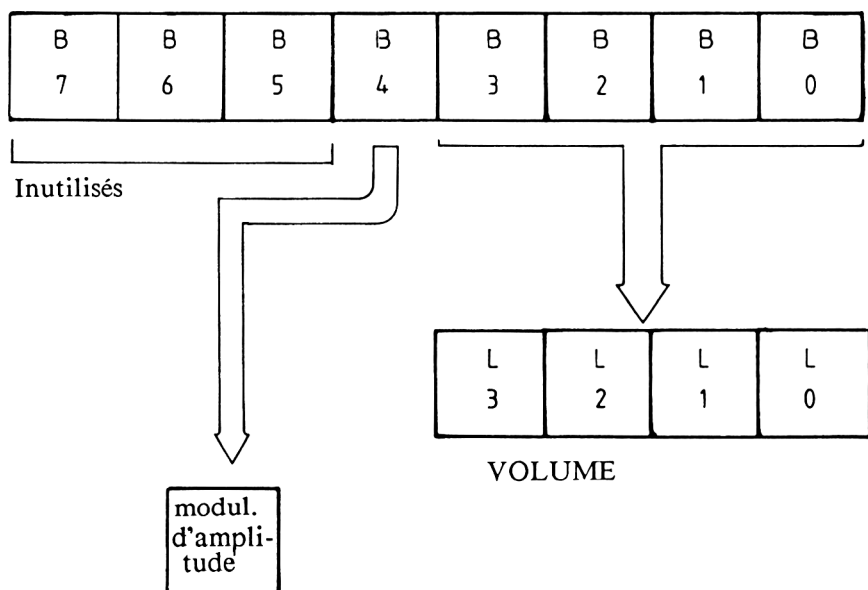 B B B B B B B B
7 6 5 4 3 2 1 0
Inutilisés
L L L L
3 2 1 0
VOLUME
modul.
d'ampli-
tude